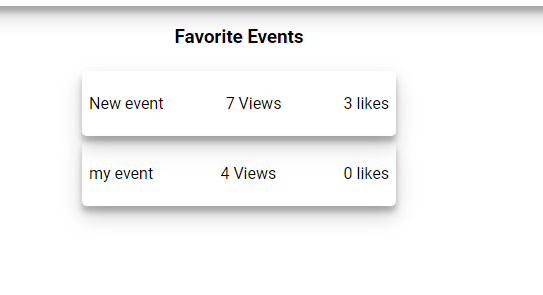 Favorite Events
New event 7 Views 3 likes
my event 4 Views 0 likes